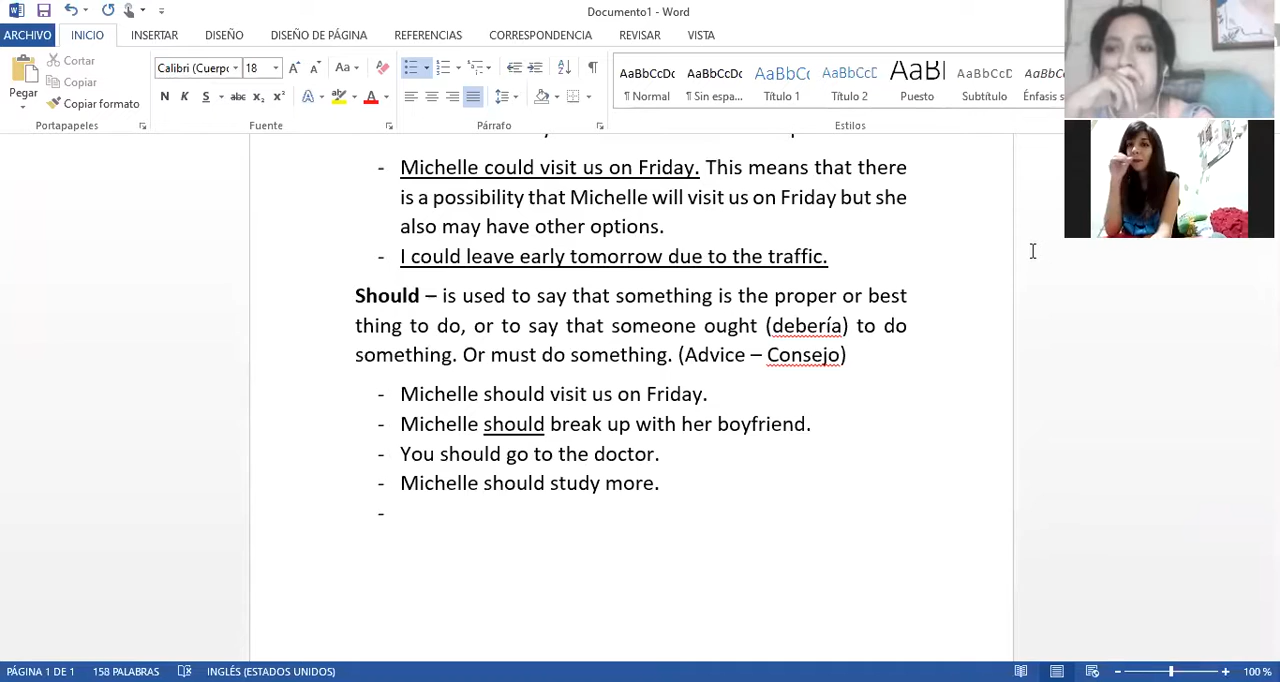 Documento1 - Word
ARCHIVO INICIO INSERTAR DISEÑO DISEÑO DE PÁGINA REFERENCIAS CORRESPONDENCIA REVISAR VISTA
Pegar
Cortar
Copiar
Copiar formato
Portapapeles
Calibri (Cuerpo 18
Aa
N K S abc x₂ x²
Fuente
Párrafo
AaBbCcDc AaBbCcDc AaBbCc AaBbCcD AaBl AaBbCcD AaBbCc
¶ Normal ¶ Sin espa... Título 1 Título 2 Puesto Subtítulo Énfasis s
Estilos
- Michelle could visit us on Friday. This means that there
is a possibility that Michelle will visit us on Friday but she
also may have other options.
- I could leave early tomorrow due to the traffic.
Should – is used to say that something is the proper or best
thing to do, or to say that someone ought (debería) to do
something. Or must do something. (Advice – Consejo)
- Michelle should visit us on Friday.
- Michelle should break up with her boyfriend.
- You should go to the doctor.
- Michelle should study more.
-
PÁGINA 1 DE 1 158 PALABRAS INGLÉS (ESTADOS UNIDOS) 100 %